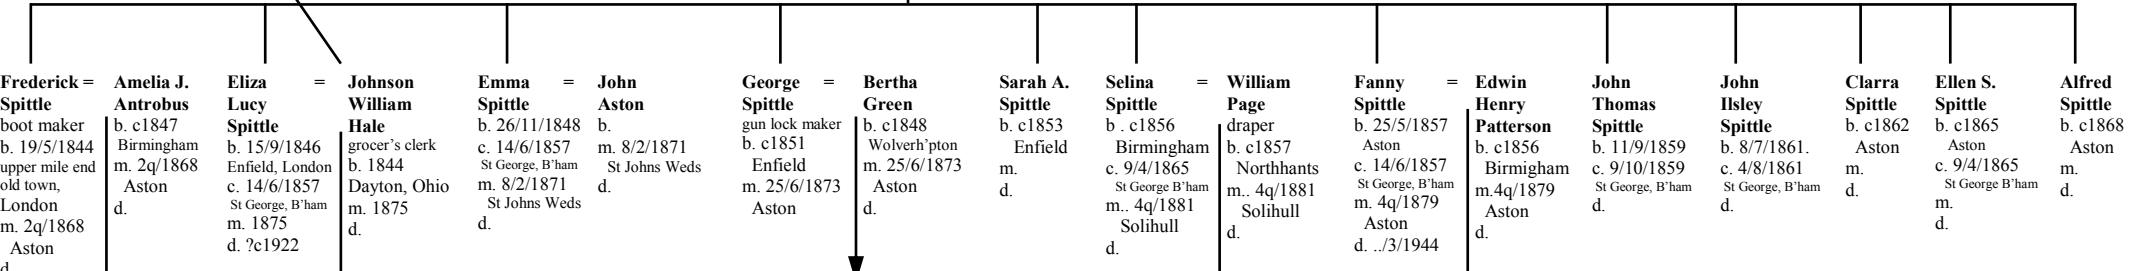 Frederick =
Spittle
boot maker
b. 19/5/1844
upper mile end
old town,
London
m. 2q/1868
Aston
d.
Amelia J.
Antrobus
b. c1847
Birmingham
m. 2q/1868
Aston
d.
Eliza =
Lucy
Spittle
b. 15/9/1846
Enfield, London
c. 14/6/1857
St George, B'ham
m. 1875
d. ?c1922
Johnson
William
Hale
grocer's clerk
b. 1844
Dayton, Ohio
m. 1875
d.
Emma =
Spittle
b. 26/11/1848
c. 14/6/1857
St George, B'ham
m. 8/2/1871
St Johns Weds
d.
John
Aston
b.
m. 8/2/1871
St Johns Weds
d.
George =
Spittle
gun lock maker
b. c1851
Enfield
m. 25/6/1873
Aston
Bertha
Green
b. c1848
Wolverh'pton
m. 25/6/1873
Aston
d.
Sarah A.
Spittle
b. c1853
Enfield
m.
d.
Selina =
Spittle
b . c1856
Birmingham
c. 9/4/1865
St George B'ham
m.. 4q/1881
Solihull
d.
William
Page
draper
b. c1857
Northhants
m.. 4q/1881
Solihull
d.
Fanny =
Spittle
b. 25/5/1857
Aston
c. 14/6/1857
St George, B'ham
m. 4q/1879
Aston
d. ../3/1944
Edwin
Henry
Patterson
b. c1856
Birmigham
m.4q/1879
Aston
d.
John
Thomas
Spittle
b. 11/9/1859
c. 9/10/1859
St George, B'ham
d.
John
Ilsley
Spittle
b. 8/7/1861.
c. 4/8/1861
St George, B'ham
d.
Clarra
Spittle
b. c1862
Aston
m.
d.
Ellen S.
Spittle
b. c1865
Aston
c. 9/4/1865
St George B'ham
m.
d.
Alfred
Spittle
b. c1868
Aston
m.
d.